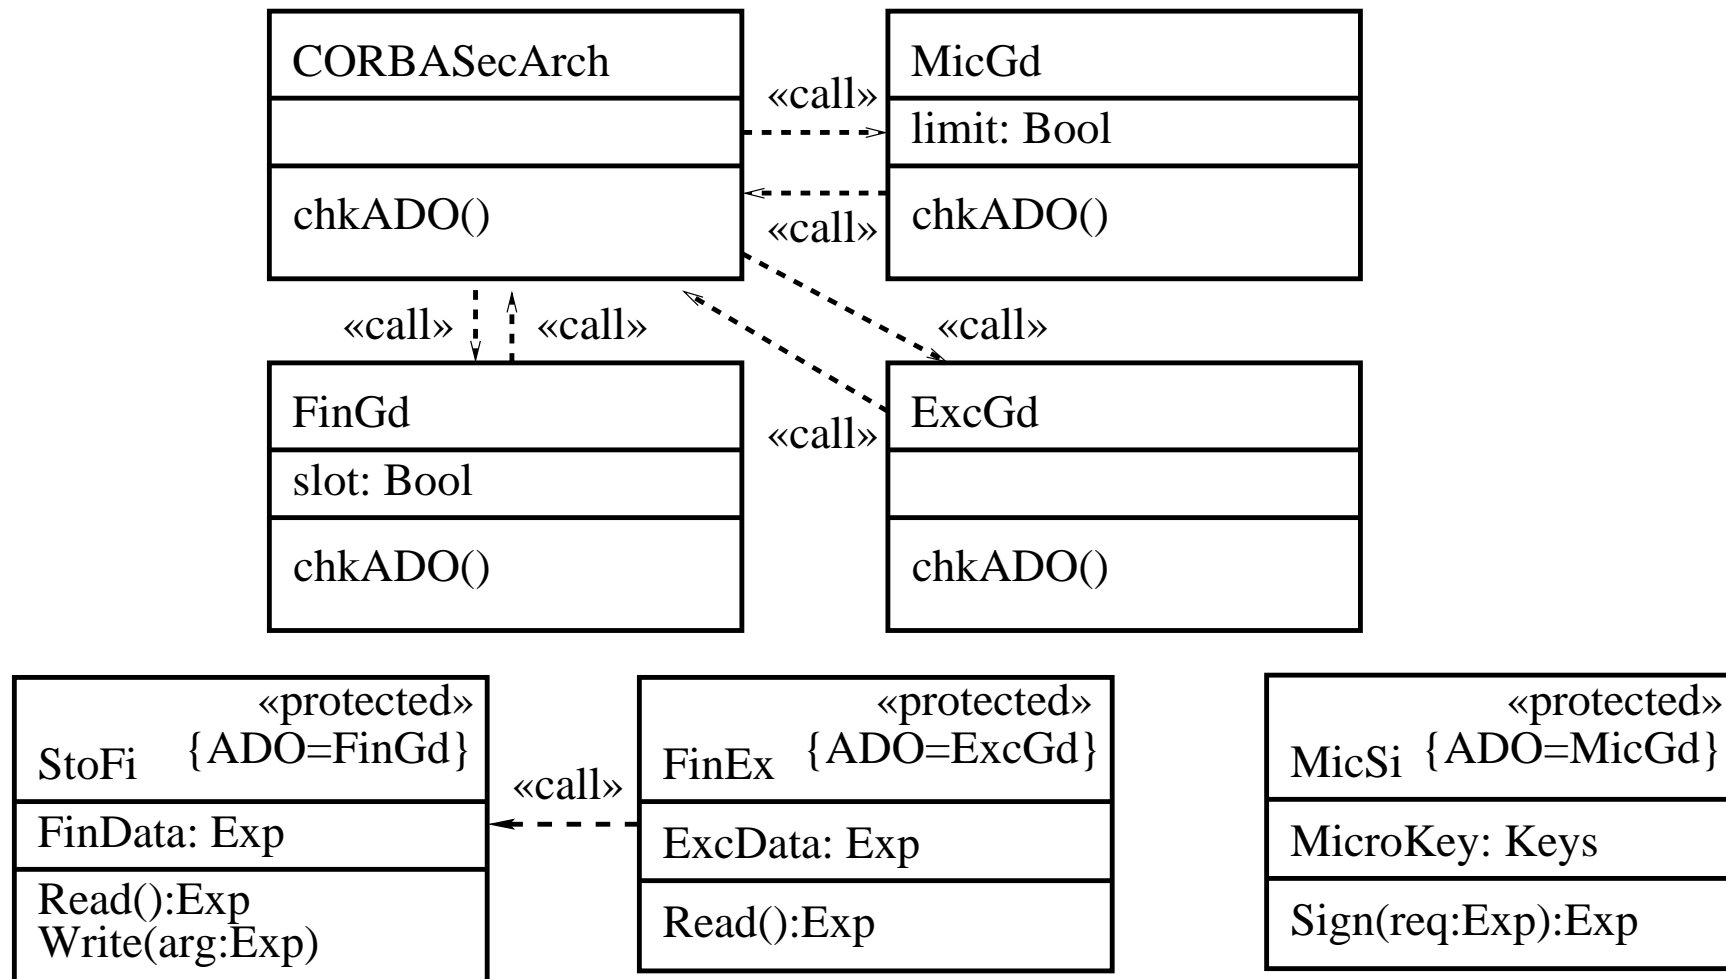 CORBASecArch
chkADO()
«call»
«call»
MicGd
limit: Bool
chkADO()
«call»
«call»
«call»
«call»
FinGd
slot: Bool
chkADO()
ExcGd
chkADO()
«protected»
StoFi {ADO=FinGd}
FinData: Exp
Read():Exp
Write(arg:Exp)
«call»
«protected»
FinEx {ADO=ExcGd}
ExcData: Exp
Read():Exp
«protected»
MicSi {ADO=MicGd}
MicroKey: Keys
Sign(req:Exp):Exp